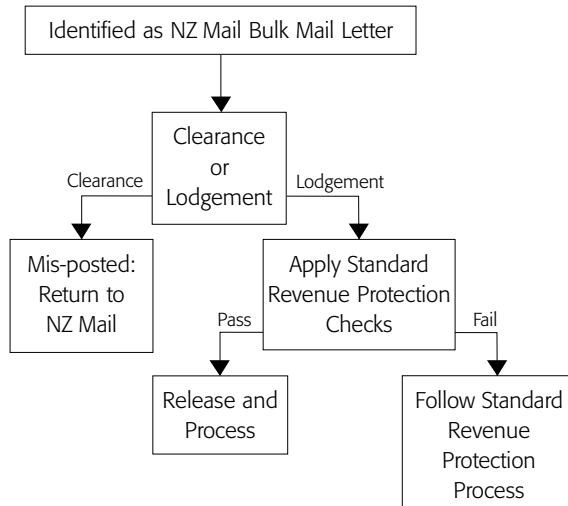 Identified as NZ Mail Bulk Mail Letter
Clearance
or
Lodgement
Clearance
Lodgement
Mis-posted:
Return to
NZ Mail
Apply Standard
Revenue Protection
Checks
Pass
Fail
Release and
Process
Follow Standard
Revenue
Protection
Process